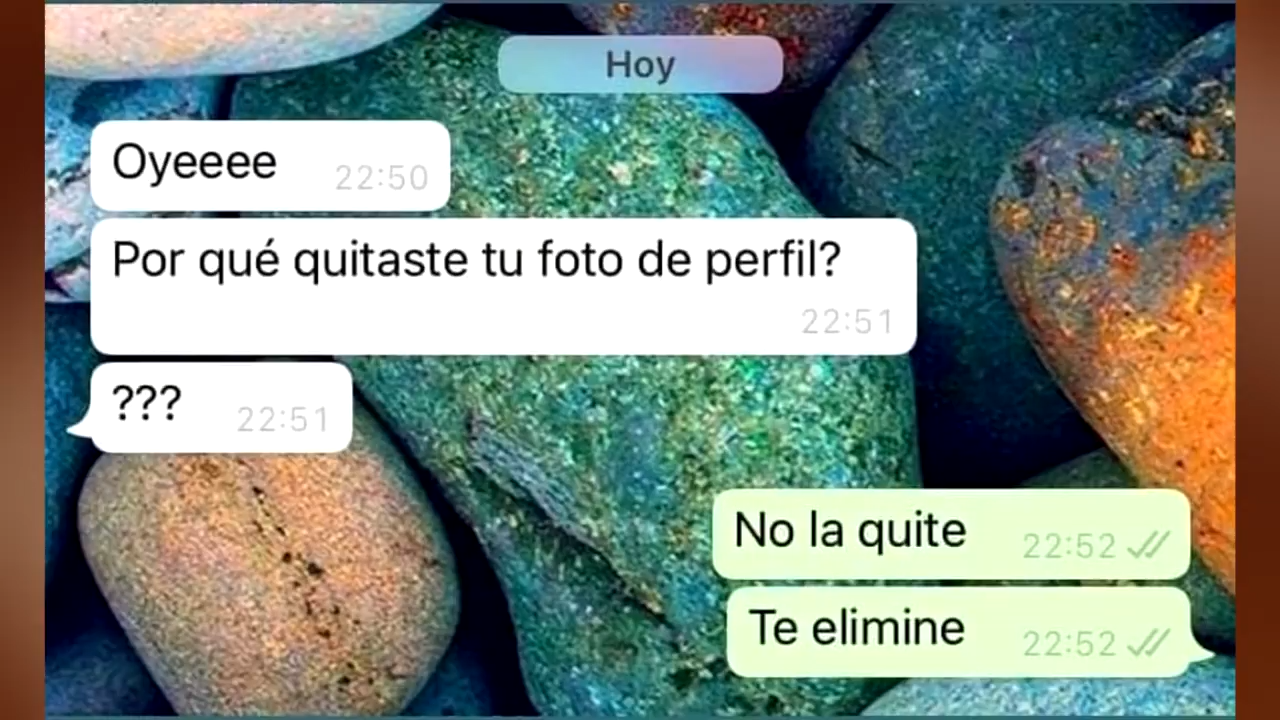 Hoy
Oyeeee 22:50
Por qué quitaste tu foto de perfil?
22:51
??? 22:51
No la quite 22:52
Te elimine 22:52